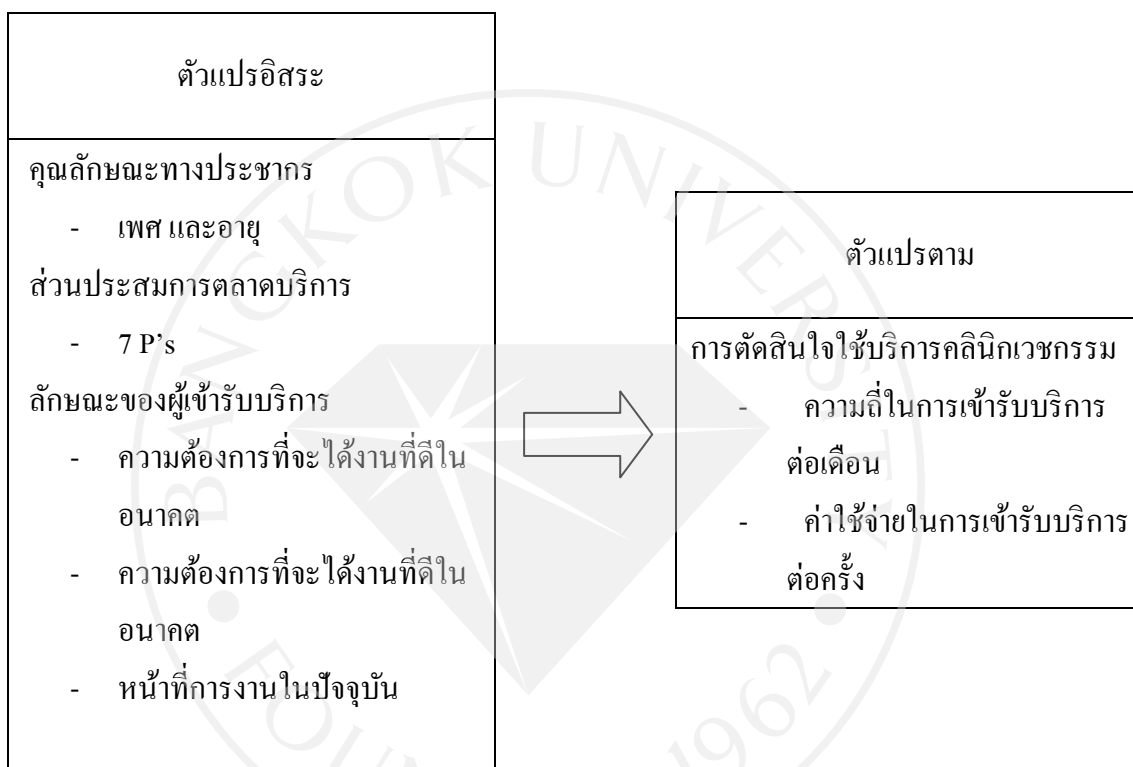 ตัวแปรอิสระ
คุณลักษณะทางประชากร
- เพศ และอายุ
ส่วนประสมการตลาดบริการ
- 7 P’s
ลักษณะของผู้เข้ารับบริการ
- ความต้องการที่จะได้งานที่ดีใน
อนาคต
- ความต้องการที่จะได้งานที่ดีใน
อนาคต
- หน้าที่การงานในปัจจุบัน
ตัวแปรตาม
การตัดสินใจใช้บริการคลินิกเวชกรรม
- ความถี่ในการเข้ารับบริการ
ต่อเดือน
- ค่าใช้จ่ายในการเข้ารับบริการ
ต่อครั้ง
BANGKOK UNIVERSITY
1962